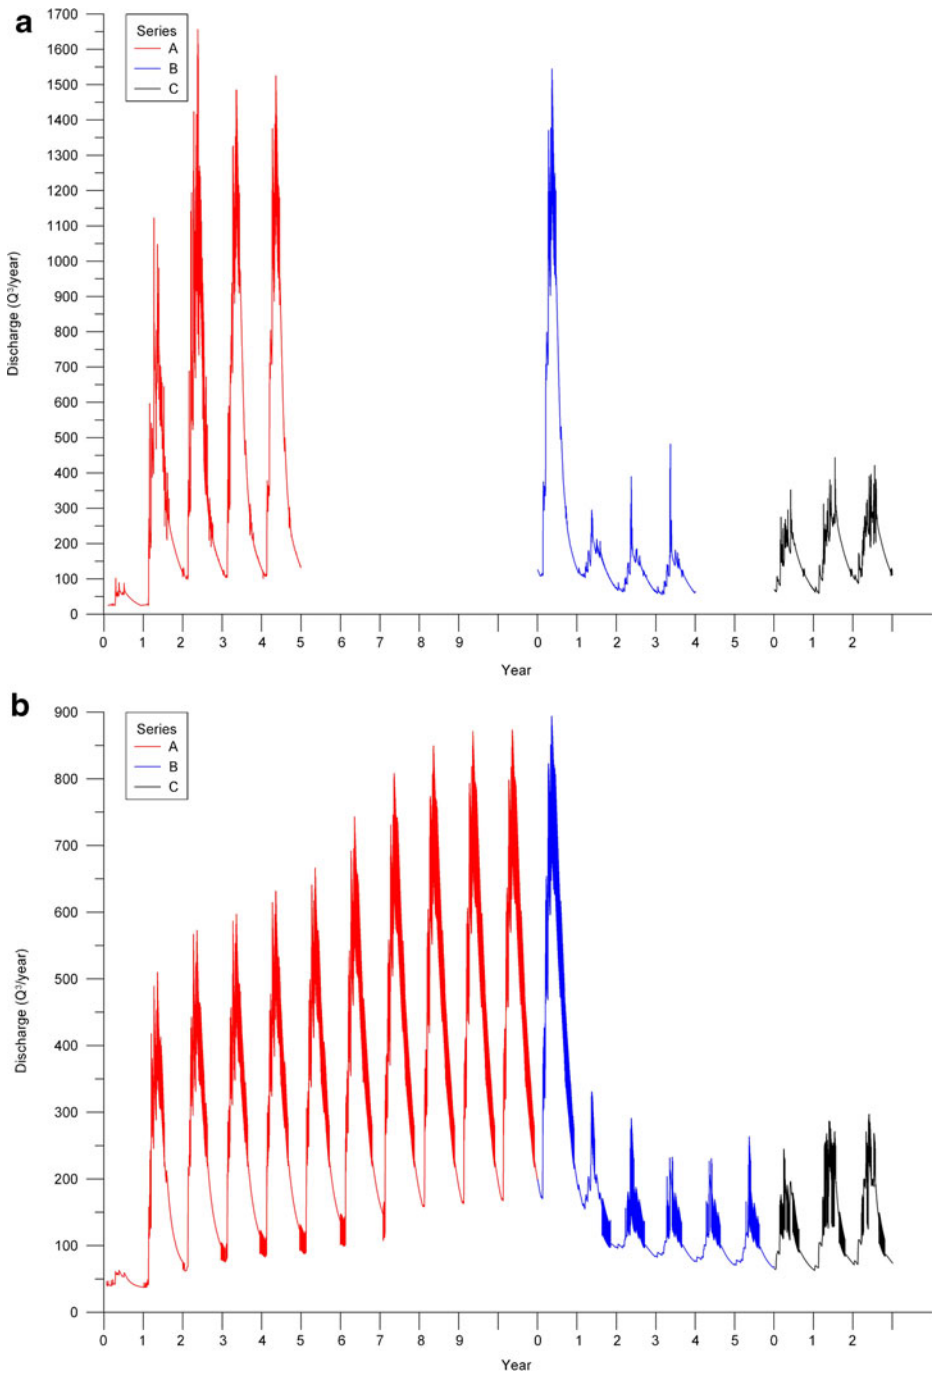 a
Series
A
B
C
1700
1600
1500
1400
1300
1200
1100
1000
900
800
700
600
500
400
300
200
100
0
Discharge (Q³/year)
0 1 2 3 4 5 6 7 8 9 0 1 2 3 4 5 0 1 2
Year
b
Series
A
B
C
900
800
700
600
500
400
300
200
100
0
Discharge (Q³/year)
0 1 2 3 4 5 6 7 8 9 0 1 2 3 4 5 0 1 2
Year